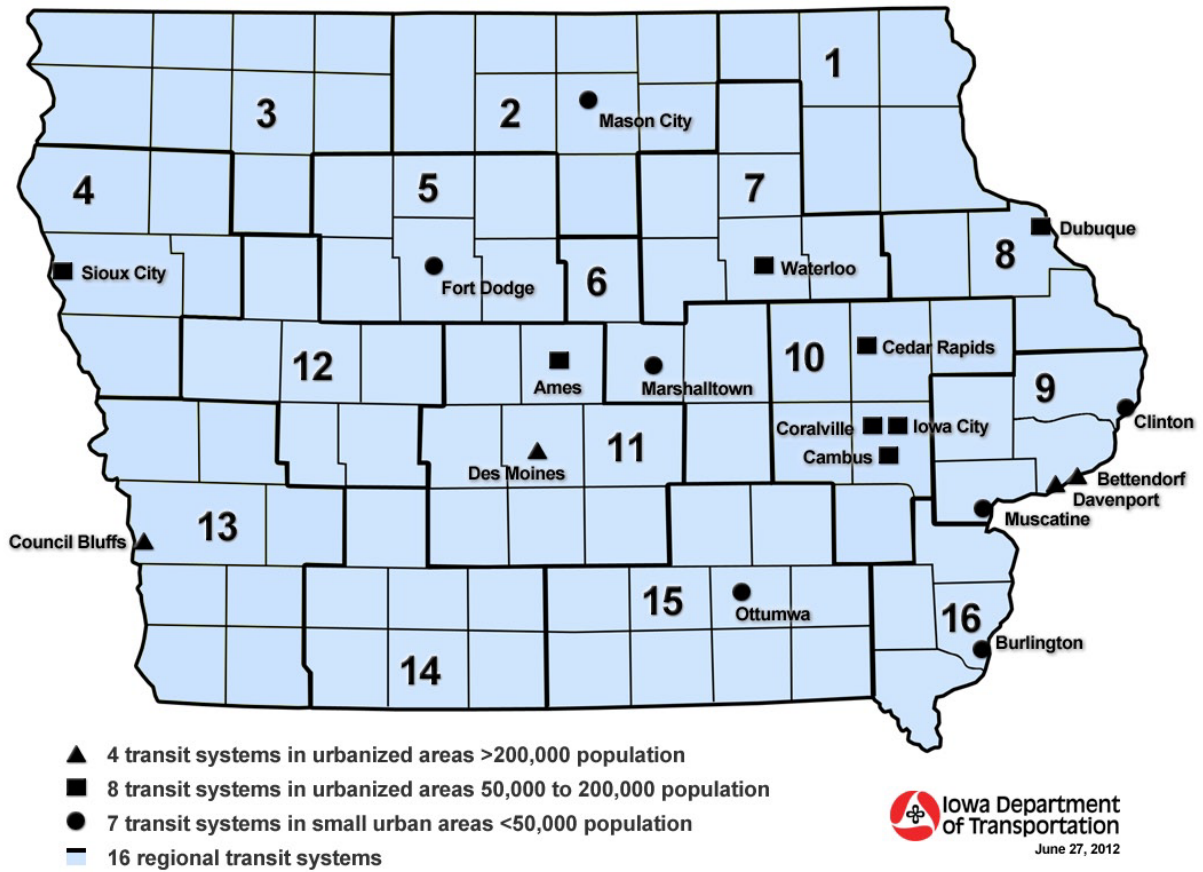 1
3
2
Mason City
4
5
7
Dubuque
8
Sioux City
Waterloo
6
Fort Dodge
12
10
Cedar Rapids
Ames
Marshalltown
9
Clinton
Coralville
Iowa City
11
Cambus
Des Moines
Bettendorf
Davenport
Muscatine
13
Council Bluffs
15
Ottumwa
16
Burlington
14
4 transit systems in urbanized areas >200,000 population
8 transit systems in urbanized areas 50,000 to 200,000 population
7 transit systems in small urban areas <50,000 population
16 regional transit systems
Iowa Department
of Transportation
June 27, 2012